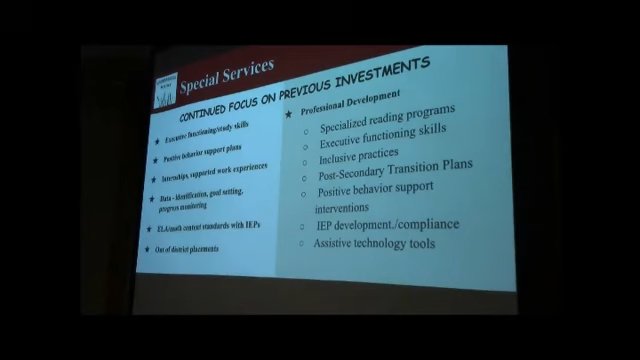 Special Services
CONTINUED FOCUS ON PREVIOUS INVESTMENTS
★ Executive functioning/study skills
★ Positive behavior support plans
★ Internships, supported work experiences
★ Data - Identification, goal setting,
progress monitoring
★ ELA/math content standards with IEPs
★ Out of district placements
★ Professional Development
○ Specialized reading programs
○ Executive functioning skills
○ Inclusive practices
○ Post-Secondary Transition Plans
○ Positive behavior support
interventions
○ IEP development./compliance
○ Assistive technology tools